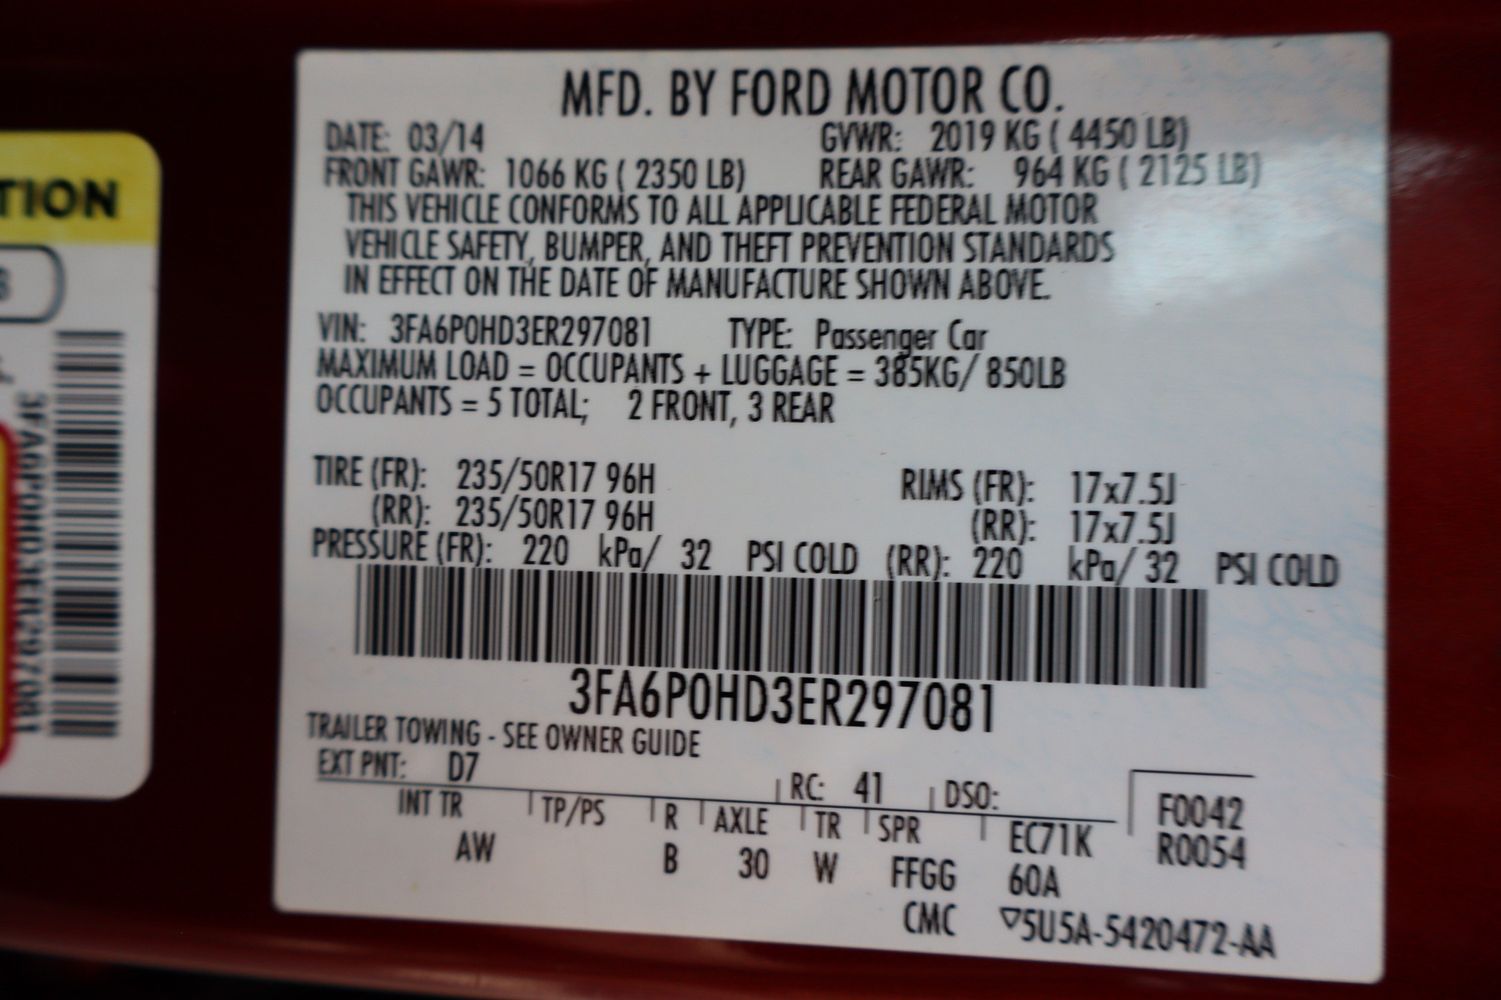 TION
3FA6P0HD3ER297081
MFD. BY FORD MOTOR CO.
DATE: 03/14 GVWR: 2019 KG ( 4450 LB)
FRONT GAWR: 1066 KG ( 2350 LB) REAR GAWR: 964 KG ( 2125 LB)
THIS VEHICLE CONFORMS TO ALL APPLICABLE FEDERAL MOTOR
VEHICLE SAFETY, BUMPER, AND THEFT PREVENTION STANDARDS
IN EFFECT ON THE DATE OF MANUFACTURE SHOWN ABOVE.
VIN: 3FA6P0HD3ER297081 TYPE: Passenger Car
MAXIMUM LOAD = OCCUPANTS + LUGGAGE = 385KG/ 850LB
OCCUPANTS = 5 TOTAL; 2 FRONT, 3 REAR
TIRE (FR): 235/50R17 96H RIMS (FR): 17x7.5J
(RR): 235/50R17 96H (RR): 17x7.5J
PRESSURE (FR): 220 kPa/ 32 PSI COLD (RR): 220 kPa/ 32 PSI COLD
3FA6P0HD3ER297081
TRAILER TOWING - SEE OWNER GUIDE
EXT PNT: D7 RC: 41 DSO:
INT TR TP/PS R AXLE TR SPR EC71K F0042
AW B 30 W FFGG 60A R0054
CMC ▽5U5A-5420472-AA